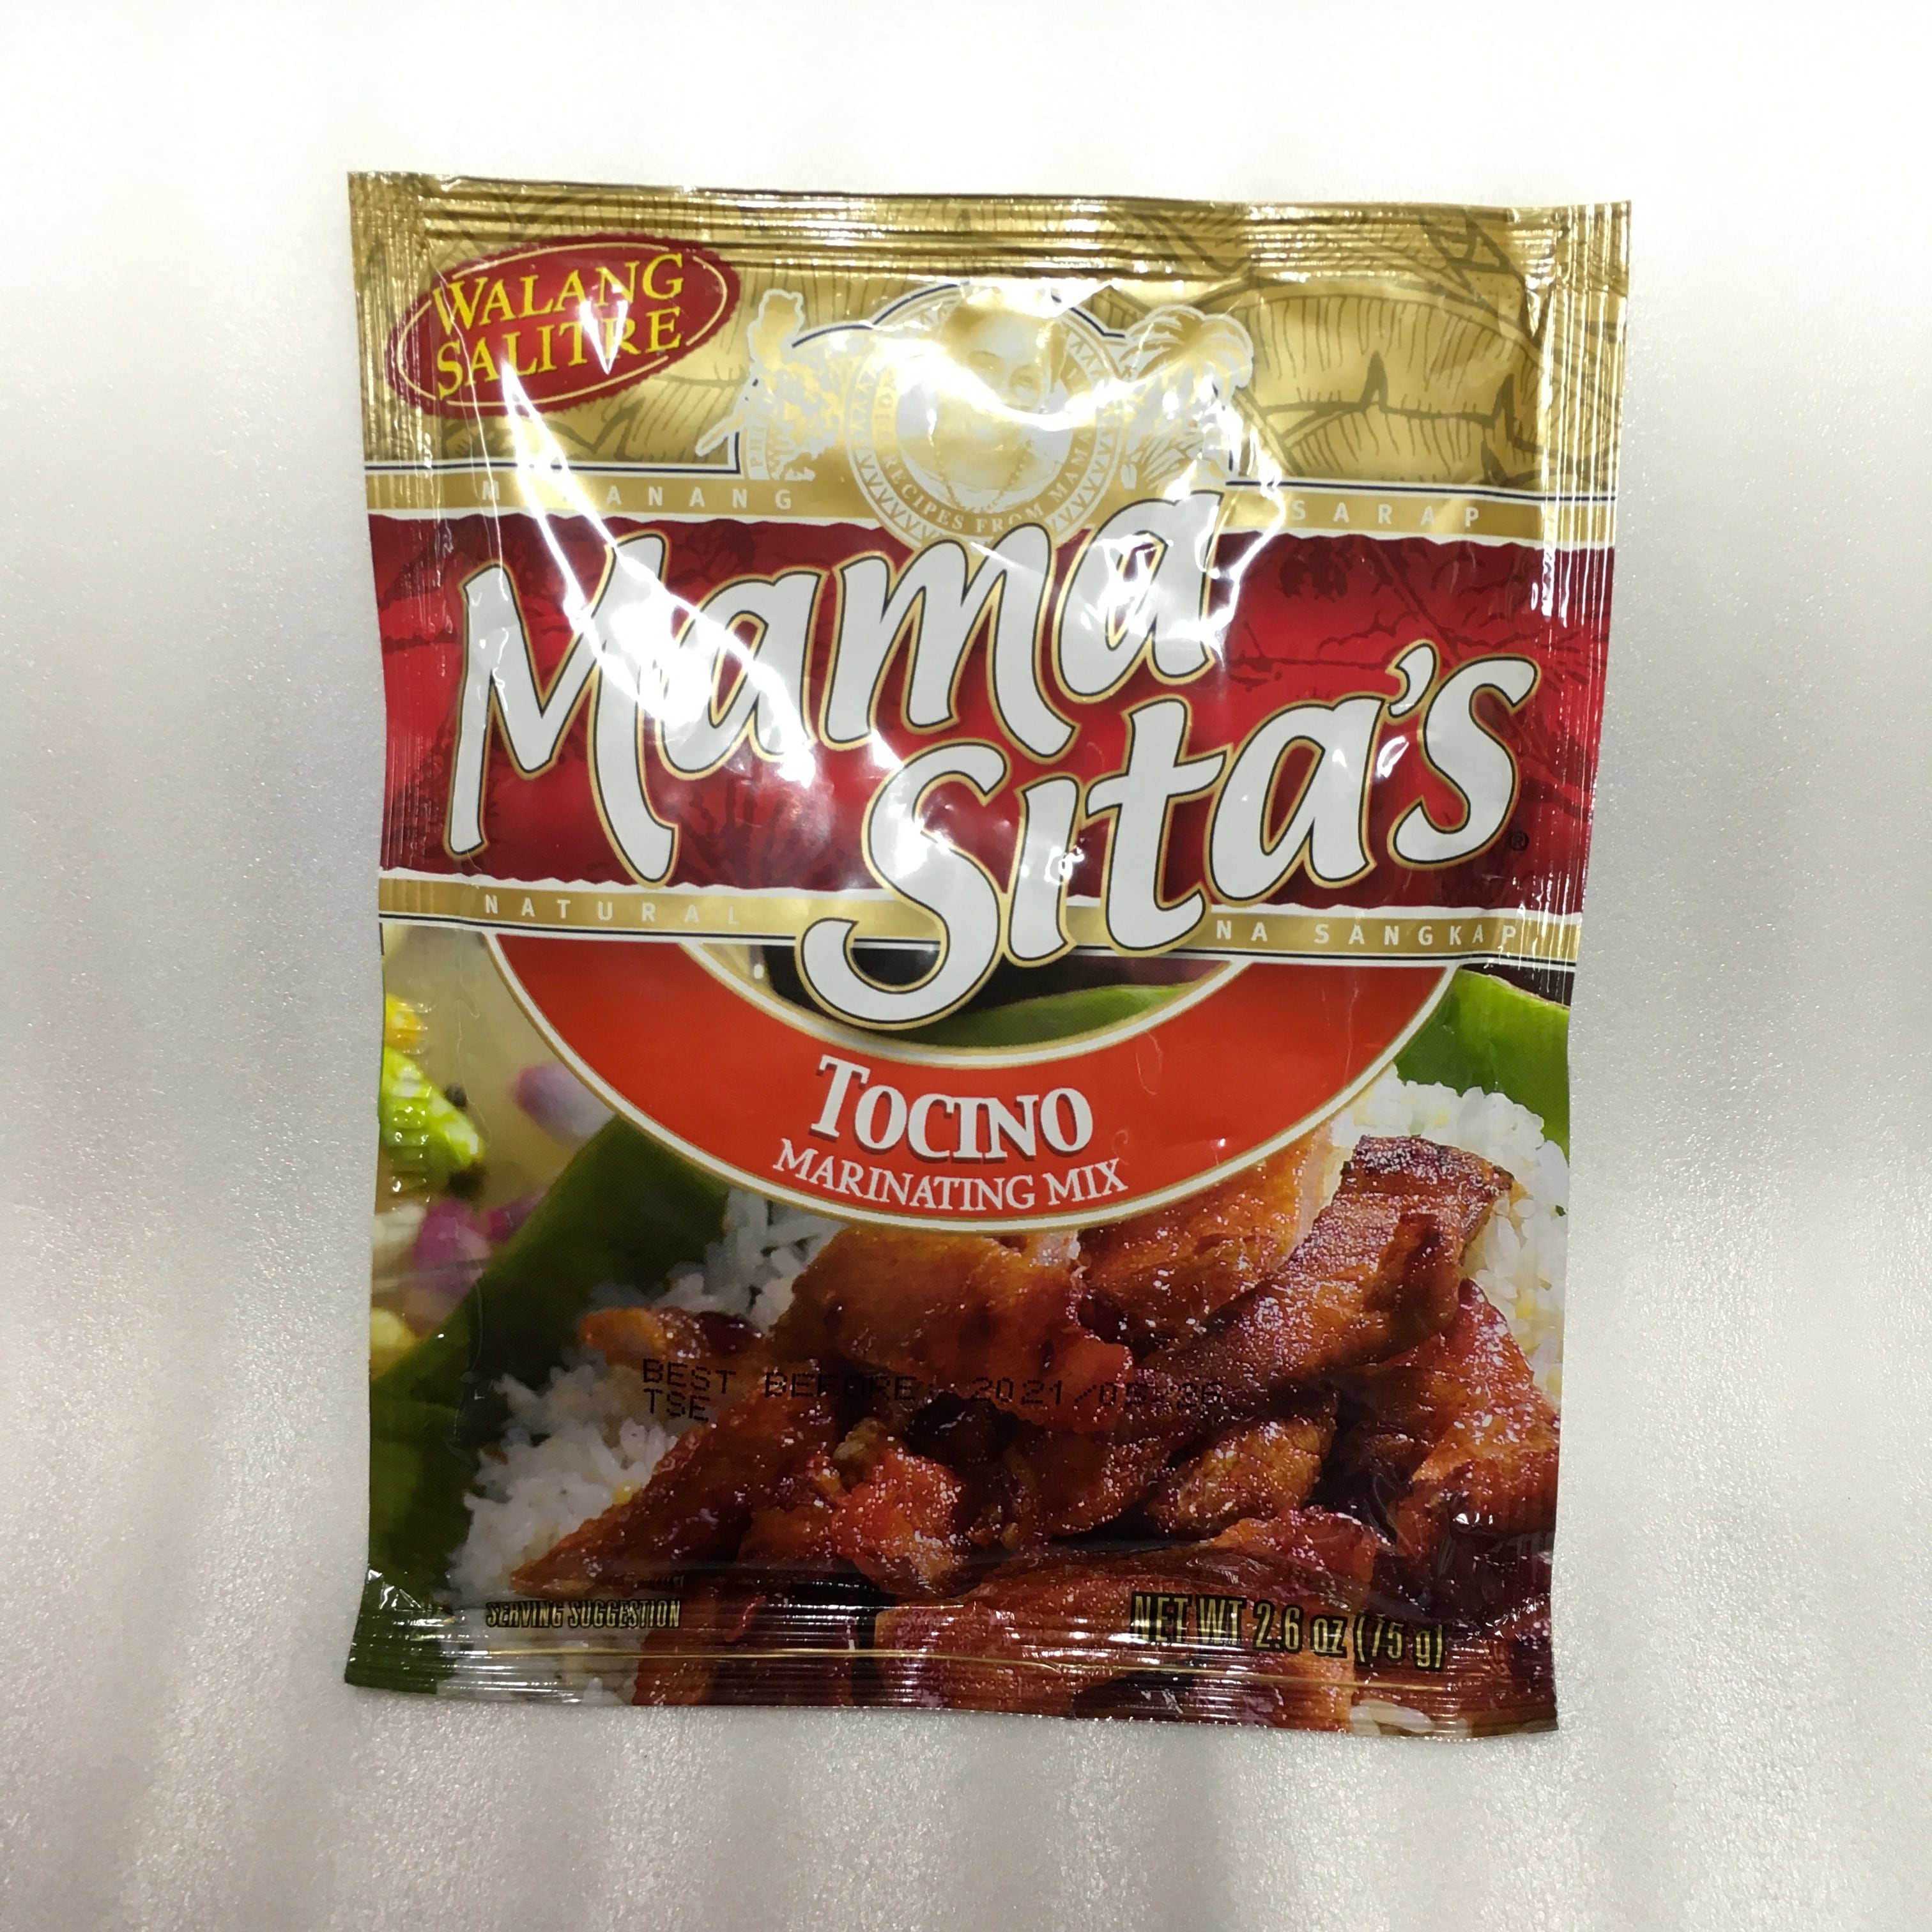 WALANG
SALITRE
RECIPES FROM MAMA
SARAP
Mama
Sita's
®
NATURAL NA SANGKAP
TOCINO
MARINATING MIX
BEST BEFORE:
TSE
SERVING SUGGESTION
NET WT 2.6 oz (75 g)